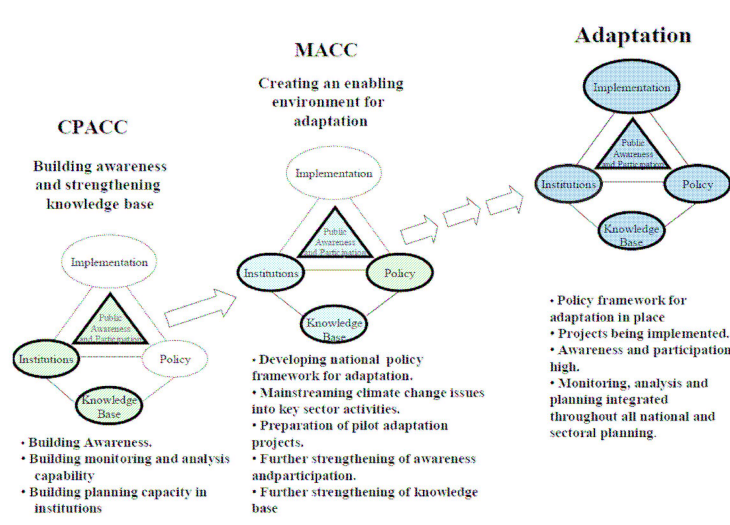 CPACC
Building awareness
and strengthening
knowledge base
Implementation
Public
Awareness
and Participation
Institutions
Policy
Knowledge
Base
• Building Awareness.
• Building monitoring and analysis
capability
• Building planning capacity in
institutions
MACC
Creating an enabling
environment for
adaptation
Implementation
Public
Awareness
and Participation
Institutions
Policy
Knowledge
Base
• Developing national policy
framework for adaptation.
• Mainstreaming climate change issues
into key sector activities.
• Preparation of pilot adaptation
projects.
• Further strengthening of awareness
andparticipation.
• Further strengthening of knowledge
base
Adaptation
Implementation
Public
Awareness
and Participation
Institutions
Policy
Knowledge
Base
• Policy framework for
adaptation in place
• Projects being implemented.
• Awareness and participation
high.
• Monitoring, analysis and
planning integrated
throughout all national and
sectoral planning.